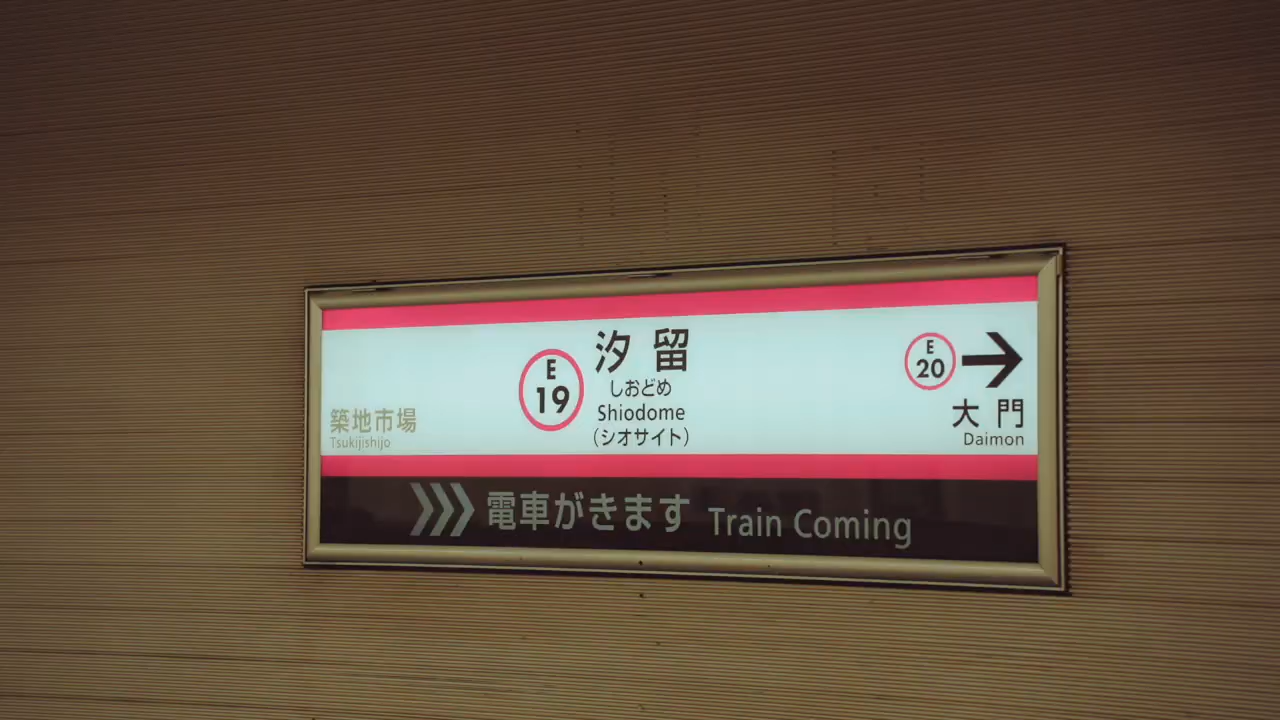 築地市場
Tsukijishijo
E
19
汐留
しおどめ
Shiodome
(シオサイト)
E
20
大門
Daimon
電車がきます Train Coming